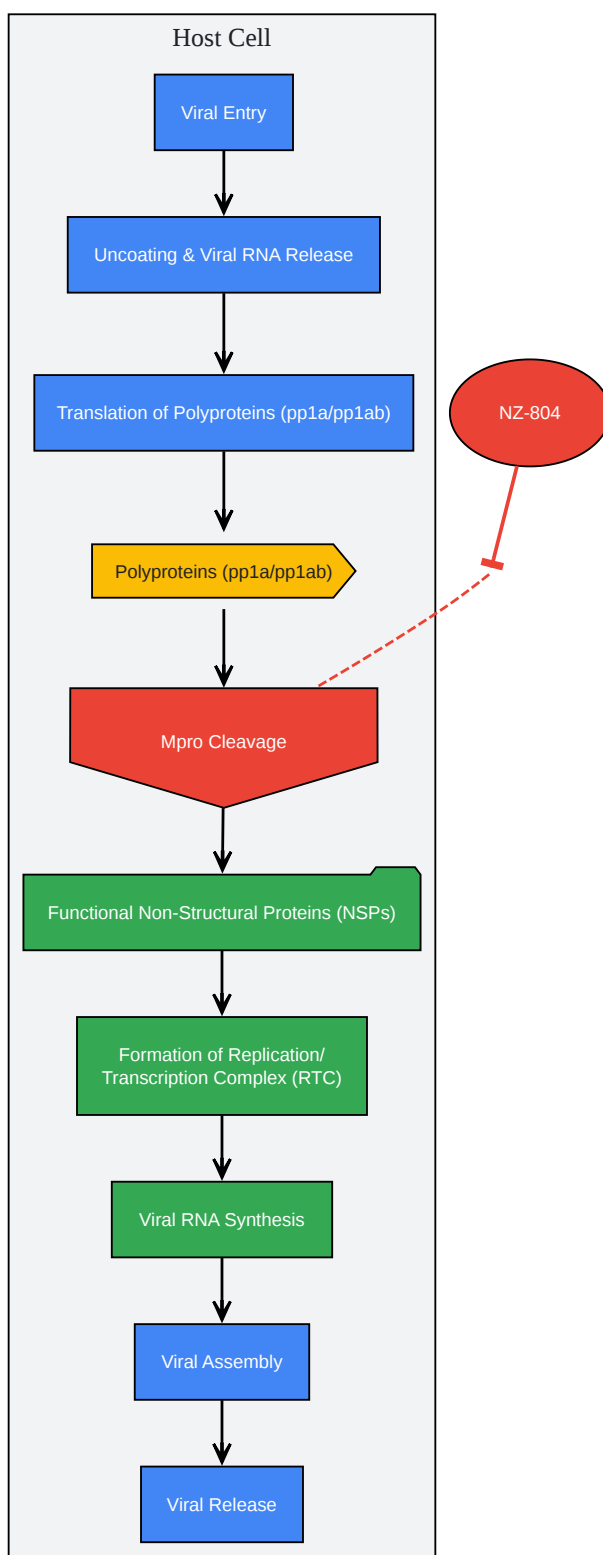 Host Cell
Viral Entry
Uncoating & Viral RNA Release
Translation of Polyproteins (pp1a/pp1ab)
NZ-804
Polyproteins (pp1a/pp1ab)
Mpro Cleavage
Functional Non-Structural Proteins (NSPs)
Formation of Replication/
Transcription Complex (RTC)
Viral RNA Synthesis
Viral Assembly
Viral Release